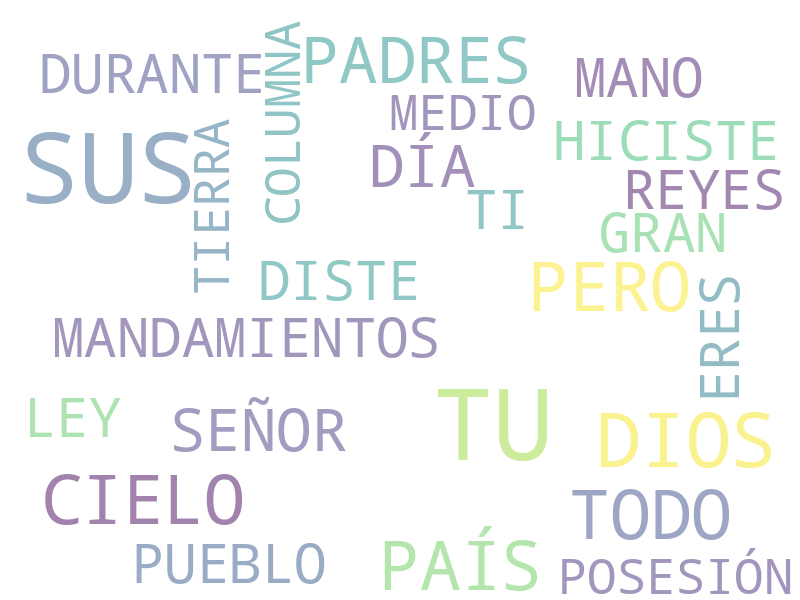 DURANTE
COLUMNA
PADRES
MANO
MEDIO
HICISTE
SUS
TIERRA
DÍA
REYES
TI
GRAN
DISTE
PERO
ERES
MANDAMIENTOS
LEY
SEÑOR
TU
DIOS
CIELO
TODO
PUEBLO
PAÍS
POSESIÓN